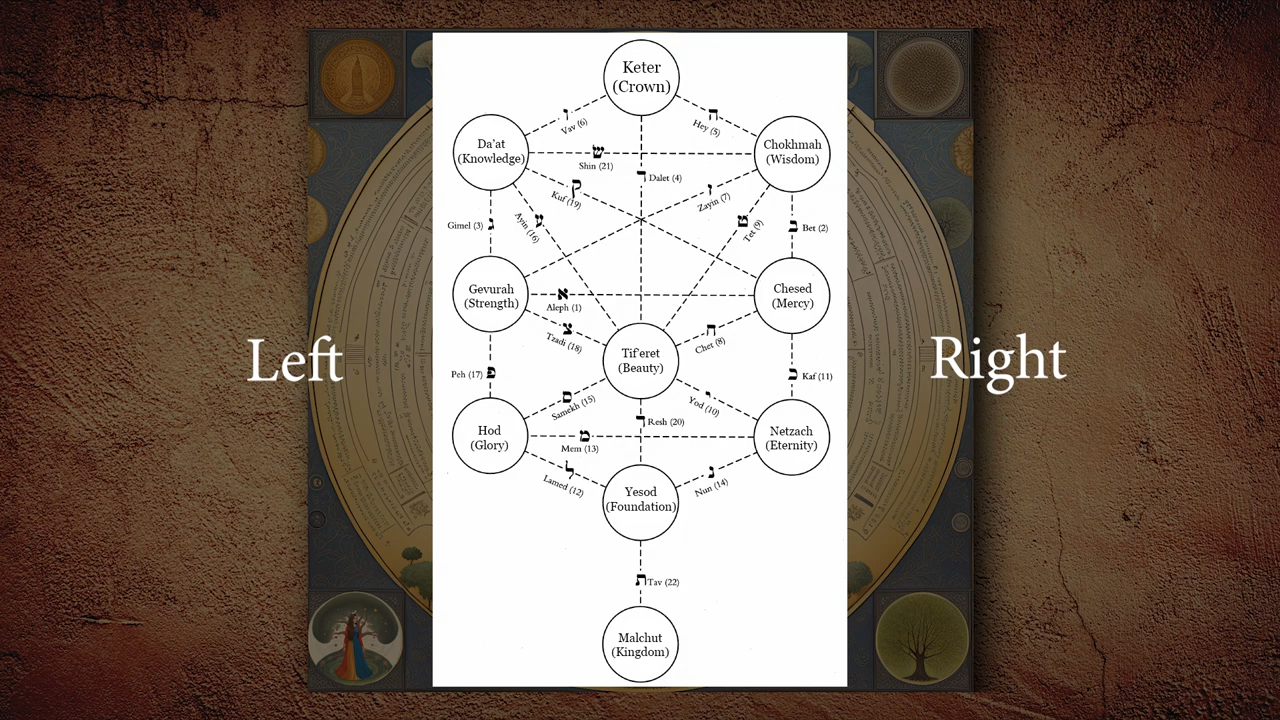 Keter
(Crown)
ו
Vav (6)
ה
Hey (5)
Da'at
(Knowledge)
Chokhmah
(Wisdom)
ש
Shin (21)
ד
Dalet (4)
ק
Kuf (19)
ז
Zayin (7)
ע
Ayin (16)
ט
Tet (9)
Gimel (3)
ג
ב
Bet (2)
Gevurah
(Strength)
Chesed
(Mercy)
א
Aleph (1)
צ
Tzadi (18)
ח
Chet (8)
Left
Tif'eret
(Beauty)
Right
Peh (17)
פ
כ
Kaf (11)
ס
Samekh (15)
י
Yod (10)
ר
Resh (20)
Hod
(Glory)
Netzach
(Eternity)
מ
Mem (13)
ל
Lamed (12)
נ
Nun (14)
Yesod
(Foundation)
ת
Tav (22)
Malchut
(Kingdom)